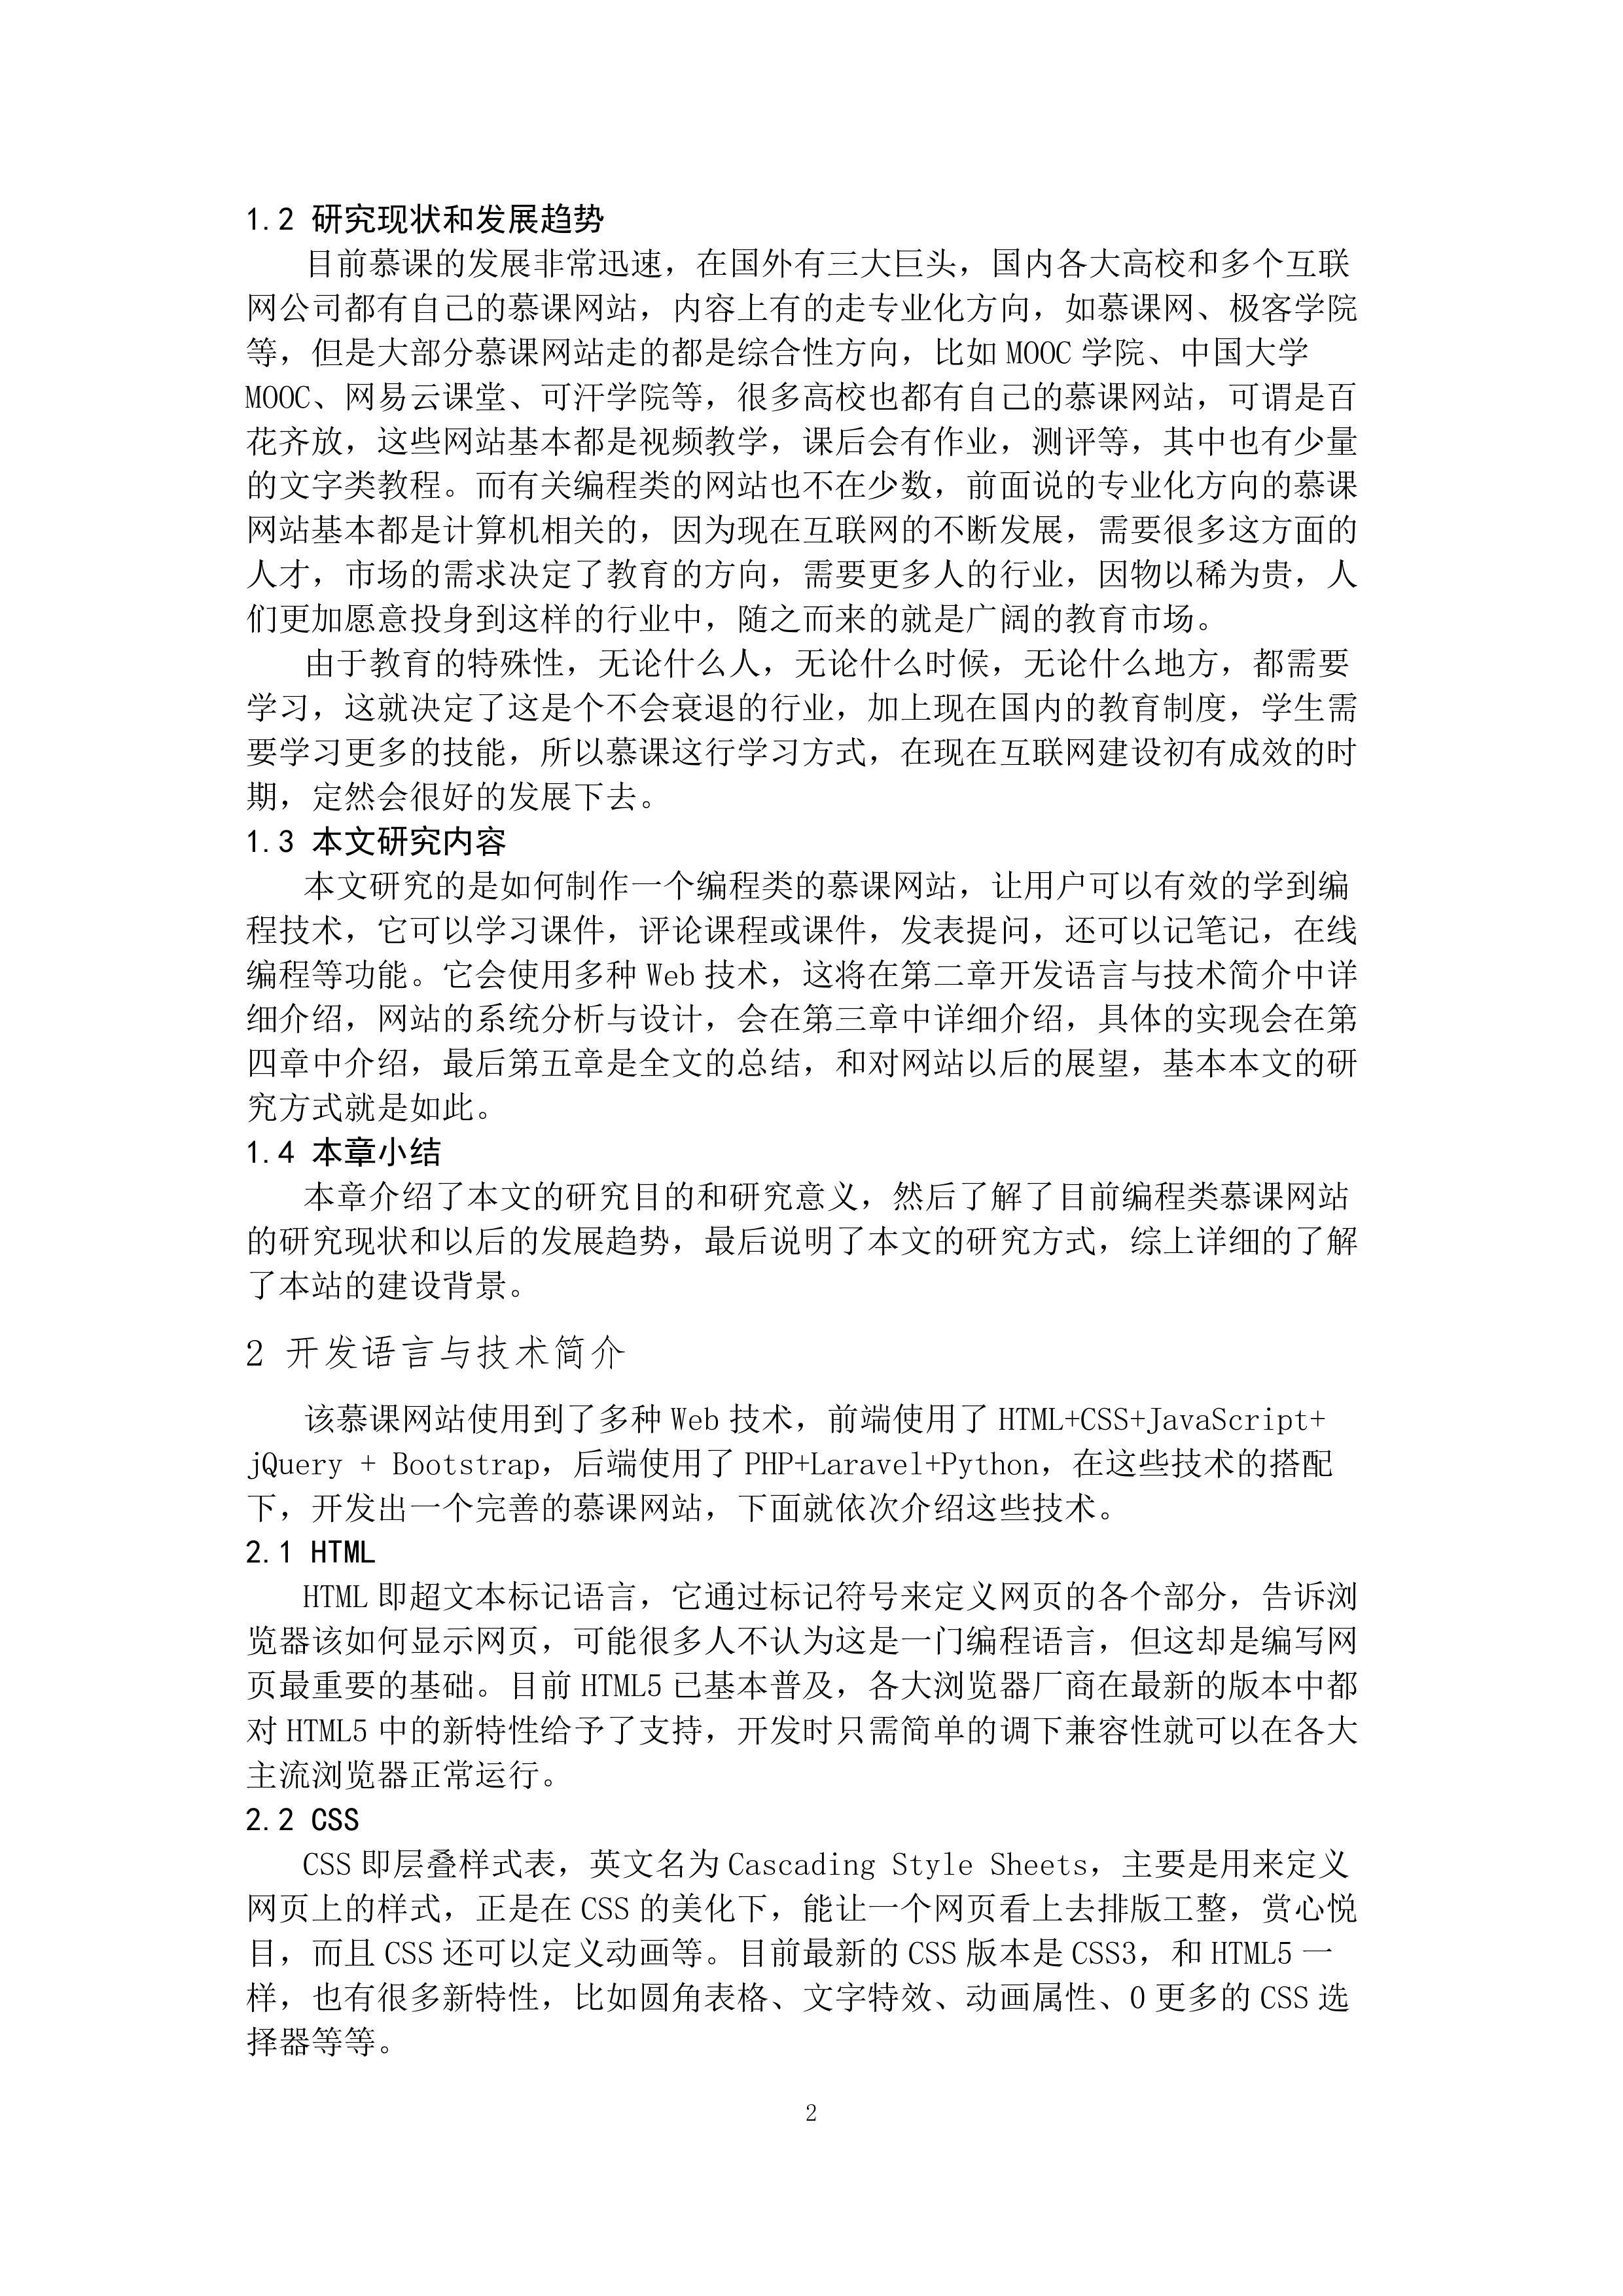 1.2 研究现状和发展趋势
目前慕课的发展非常迅速，在国外有三大巨头，国内各大高校和多个互联
网公司都有自己的慕课网站，内容上有的走专业化方向，如慕课网、极客学院
等，但是大部分慕课网站走的都是综合性方向，比如 MOOC 学院、中国大学
MOOC、网易云课堂、可汗学院等，很多高校也都有自己的慕课网站，可谓是百
花齐放，这些网站基本都是视频教学，课后会有作业，测评等，其中也有少量
的文字类教程。而有关编程类的网站也不在少数，前面说的专业化方向的慕课
网站基本都是计算机相关的，因为现在互联网的不断发展，需要很多这方面的
人才，市场的需求决定了教育的方向，需要更多人的行业，因物以稀为贵，人
们更加愿意投身到这样的行业中，随之而来的就是广阔的教育市场。
由于教育的特殊性，无论什么人，无论什么时候，无论什么地方，都需要
学习，这就决定了这是个不会衰退的行业，加上现在国内的教育制度，学生需
要学习更多的技能，所以慕课这行学习方式，在现在互联网建设初有成效的时
期，定然会很好的发展下去。
1.3 本文研究内容
本文研究的是如何制作一个编程类的慕课网站，让用户可以有效的学到编
程技术，它可以学习课件，评论课程或课件，发表提问，还可以记笔记，在线
编程等功能。它会使用多种 Web 技术，这将在第二章开发语言与技术简介中详
细介绍，网站的系统分析与设计，会在第三章中详细介绍，具体的实现会在第
四章中介绍，最后第五章是全文的总结，和对网站以后的展望，基本本文的研
究方式就是如此。
1.4 本章小结
本章介绍了本文的研究目的和研究意义，然后了解了目前编程类慕课网站
的研究现状和以后的发展趋势，最后说明了本文的研究方式，综上详细的了解
了本站的建设背景。
2 开发语言与技术简介
该慕课网站使用到了多种 Web 技术，前端使用了 HTML+CSS+JavaScript+
jQuery + Bootstrap，后端使用了 PHP+Laravel+Python，在这些技术的搭配
下，开发出一个完善的慕课网站，下面就依次介绍这些技术。
2.1 HTML
HTML 即超文本标记语言，它通过标记符号来定义网页的各个部分，告诉浏
览器该如何显示网页，可能很多人不认为这是一门编程语言，但这却是编写网
页最重要的基础。目前 HTML5 已基本普及，各大浏览器厂商在最新的版本中都
对 HTML5 中的新特性给予了支持，开发时只需简单的调下兼容性就可以在各大
主流浏览器正常运行。
2.2 CSS
CSS 即层叠样式表，英文名为 Cascading Style Sheets，主要是用来定义
网页上的样式，正是在 CSS 的美化下，能让一个网页看上去排版工整，赏心悦
目，而且 CSS 还可以定义动画等。目前最新的 CSS 版本是 CSS3，和 HTML5 一
样，也有很多新特性，比如圆角表格、文字特效、动画属性、0 更多的 CSS 选
择器等等。
2